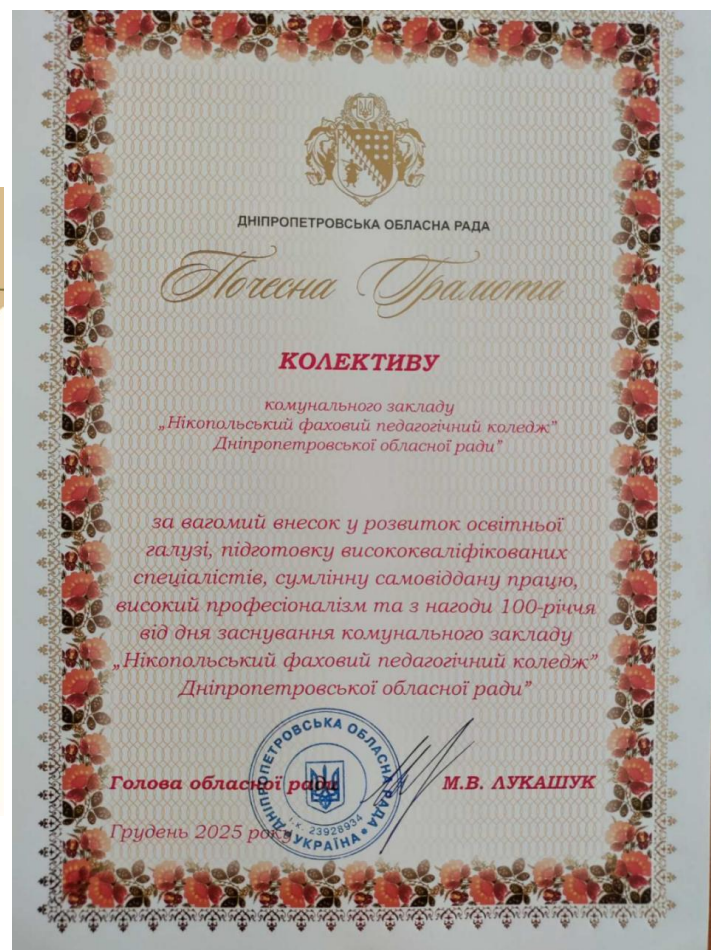 ДНІПРОПЕТРОВСЬКА ОБЛАСНА РАДА
Почесна Грамота
КОЛЕКТИВУ
комунального закладу
„Нікопольський фаховий педагогічний коледж”
Дніпропетровської обласної ради”
за вагомий внесок у розвиток освітньої
галузі, підготовку висококваліфікованих
спеціалістів, сумлінну самовіддану працю,
високий професіоналізм та з нагоди 100-річчя
від дня заснування комунального закладу
„Нікопольський фаховий педагогічний коледж”
Дніпропетровської обласної ради”
Голова обласної ради М.В. ЛУКАШУК
Грудень 2025 року
ДНІПРОПЕТРОВСЬКА ОБЛАСНА РАДА
і.к. 23928934
УКРАЇНА